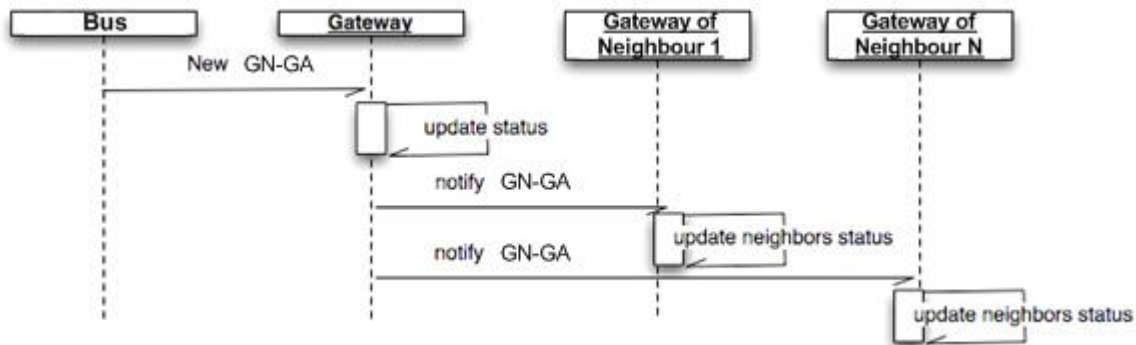 Bus
Gateway
Gateway of
Neighbour 1
Gateway of
Neighbour N
New GN-GA
update status
notify GN-GA
update neighbors status
notify GN-GA
update neighbors status